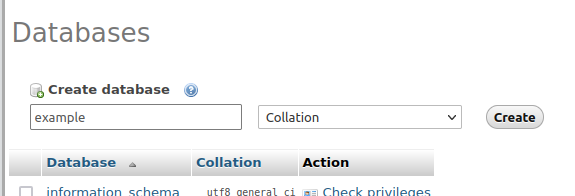 Databases
Create database
example Collation Create
Database Collation Action
information_schema utf8_general_ci Check privileges